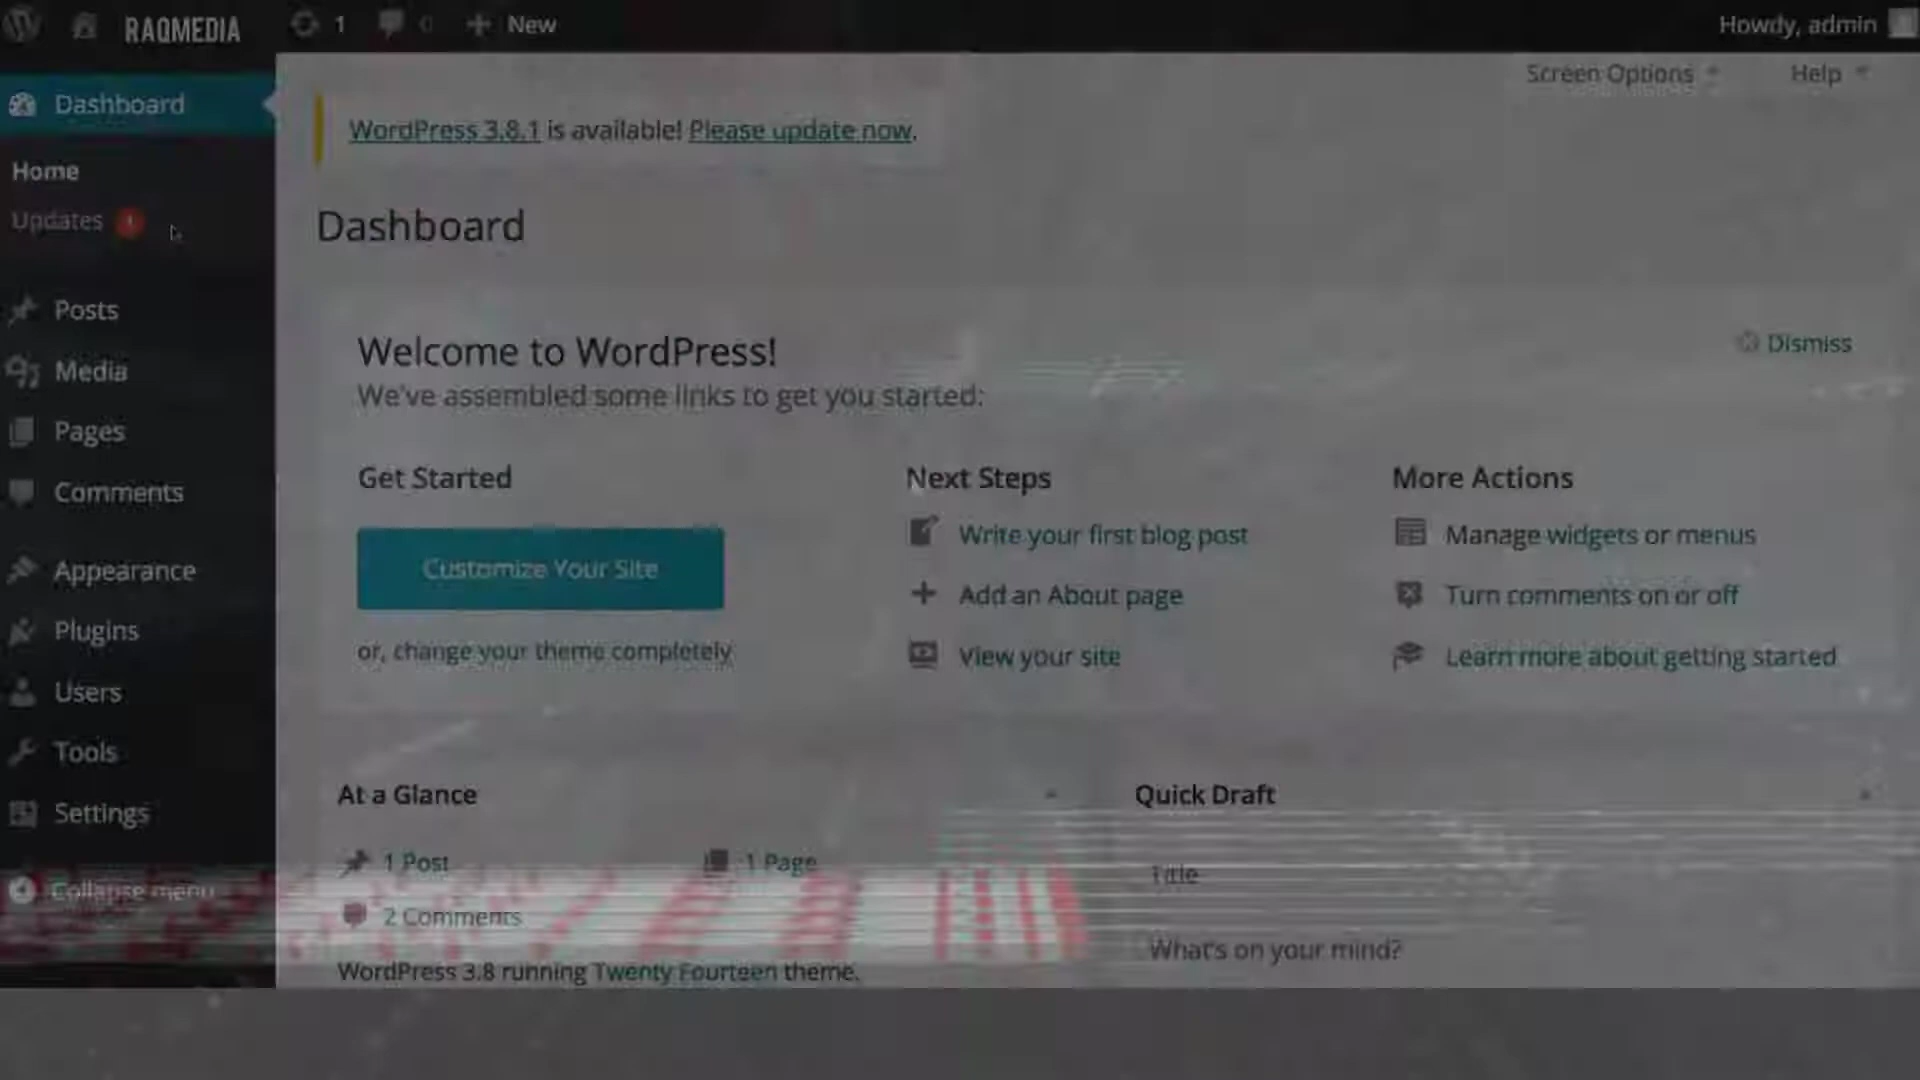 RAQMEDIA 1 0 New Howdy, admin
Screen Options Help
Dashboard
WordPress 3.8.1 is available! Please update now.
Home
Updates 1
Dashboard
Posts
Media
Pages
Comments
Appearance
Plugins
Users
Tools
Settings
Collapse menu
Welcome to WordPress!
Dismiss
We've assembled some links to get you started:
Get Started
Customize Your Site
or, change your theme completely
Next Steps
Write your first blog post
Add an About page
View your site
More Actions
Manage widgets or menus
Turn comments on or off
Learn more about getting started
At a Glance
1 Post
1 Page
2 Comments
WordPress 3.8 running Twenty Fourteen theme.
Quick Draft
Title
What's on your mind?